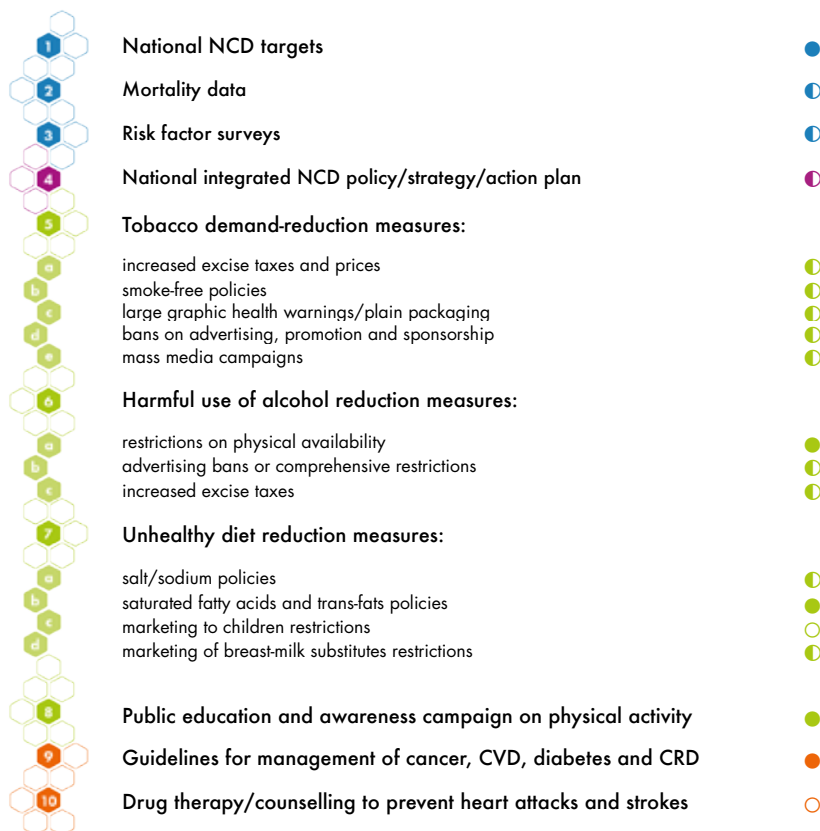 1 National NCD targets
2 Mortality data
3 Risk factor surveys
4 National integrated NCD policy/strategy/action plan
5 Tobacco demand-reduction measures:
a increased excise taxes and prices
b smoke-free policies
c large graphic health warnings/plain packaging
d bans on advertising, promotion and sponsorship
e mass media campaigns
6 Harmful use of alcohol reduction measures:
a restrictions on physical availability
b advertising bans or comprehensive restrictions
c increased excise taxes
7 Unhealthy diet reduction measures:
a salt/sodium policies
b saturated fatty acids and trans-fats policies
c marketing to children restrictions
d marketing of breast-milk substitutes restrictions
8 Public education and awareness campaign on physical activity
9 Guidelines for management of cancer, CVD, diabetes and CRD
10 Drug therapy/counselling to prevent heart attacks and strokes